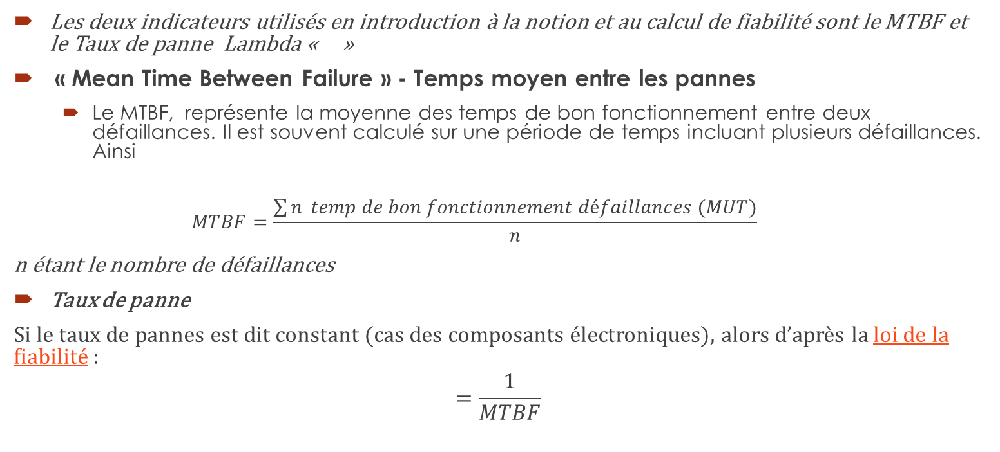 Les deux indicateurs utilisés en introduction à la notion et au calcul de fiabilité sont le MTBF et
le Taux de panne Lambda « »
« Mean Time Between Failure » - Temps moyen entre les pannes
Le MTBF, représente la moyenne des temps de bon fonctionnement entre deux
défaillances. Il est souvent calculé sur une période de temps incluant plusieurs défaillances.
Ainsi
MTBF = ∑ n temp de bon fonctionnement défaillances (MUT) / n
n étant le nombre de défaillances
Taux de panne
Si le taux de pannes est dit constant (cas des composants électroniques), alors d’après la loi de la
fiabilité :
= 1 / MTBF